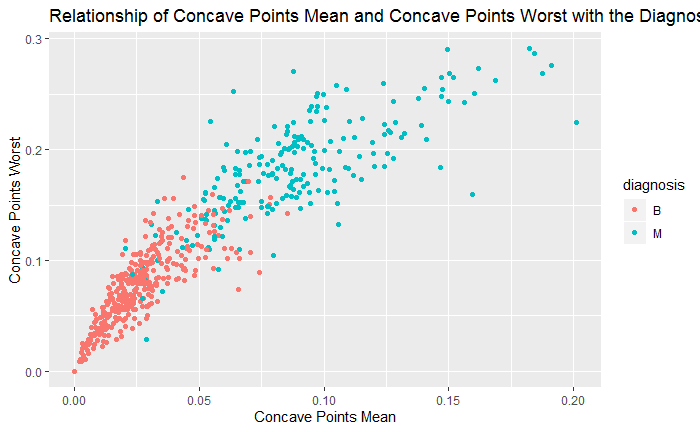 Relationship of Concave Points Mean and Concave Points Worst with the Diagnos
0.3
0.2
0.1
0.0
Concave Points Worst
0.00
0.05
0.10
0.15
0.20
Concave Points Mean
diagnosis
B
M